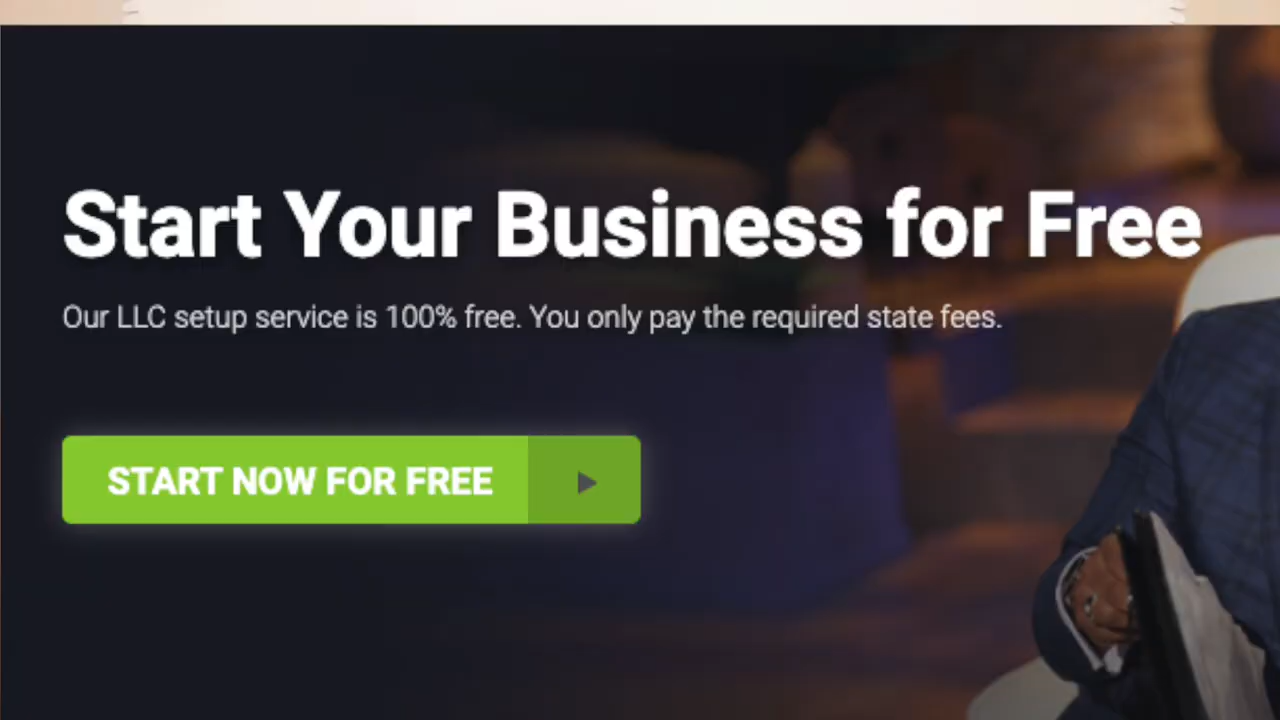 Start Your Business for Free
Our LLC setup service is 100% free. You only pay the required state fees.
START NOW FOR FREE